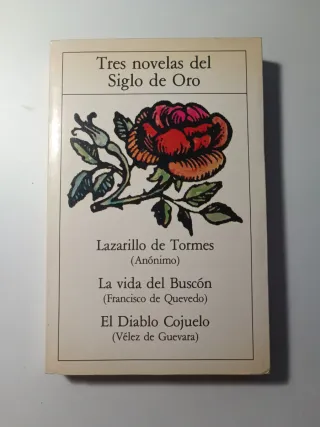 Tres novelas del
Siglo de Oro
Lazarillo de Tormes
(Anónimo)
La vida del Buscón
(Francisco de Quevedo)
El Diablo Cojuelo
(Vélez de Guevara)